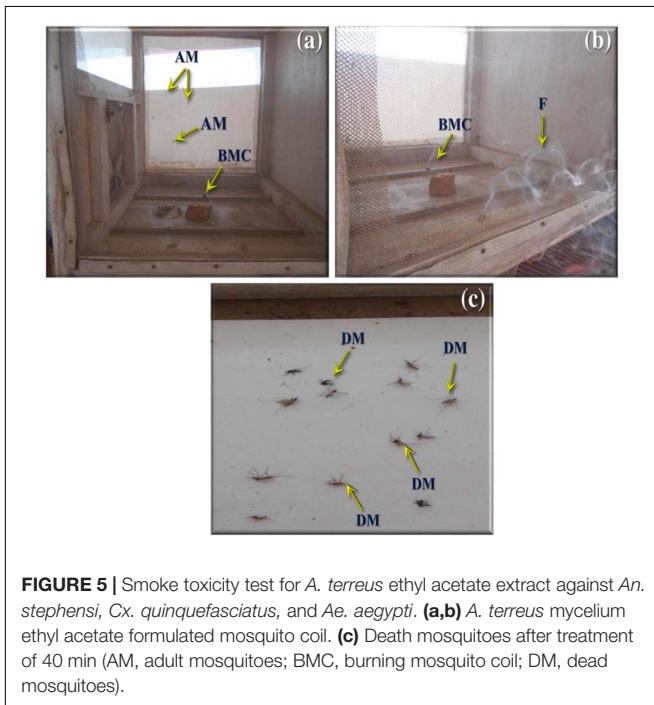 (a)
AM
AM
BMC
(b)
F
BMC
(c)
DM
DM
DM
DM
FIGURE 5 | Smoke toxicity test for A. terreus ethyl acetate extract against An.
stephensi, Cx. quinquefasciatus, and Ae. aegypti. (a,b) A. terreus mycelium
ethyl acetate formulated mosquito coil. (c) Death mosquitoes after treatment
of 40 min (AM, adult mosquitoes; BMC, burning mosquito coil; DM, dead
mosquitoes).